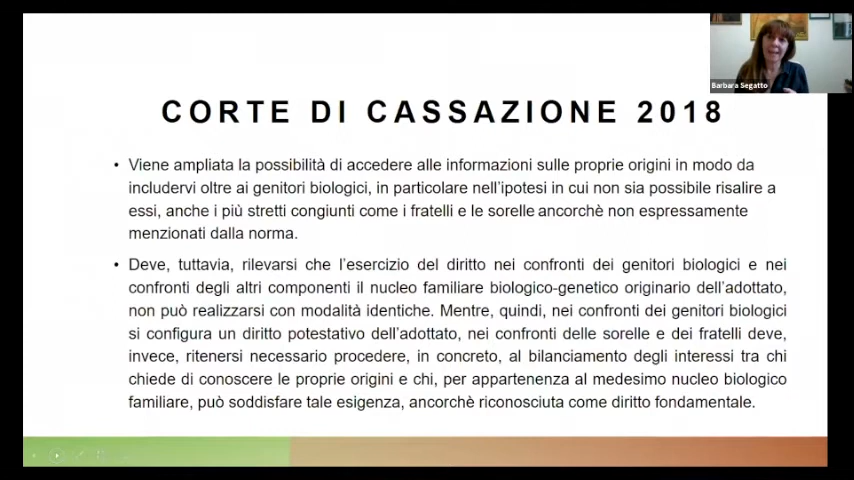 Barbara Segatto
CORTE DI CASSAZIONE 2018
• Viene ampliata la possibilità di accedere alle informazioni sulle proprie origini in modo da
includervi oltre ai genitori biologici, in particolare nell'ipotesi in cui non sia possibile risalire a
essi, anche i più stretti congiunti come i fratelli e le sorelle ancorchè non espressamente
menzionati dalla norma.
• Deve, tuttavia, rilevarsi che l'esercizio del diritto nei confronti dei genitori biologici e nei
confronti degli altri componenti il nucleo familiare biologico-genetico originario dell'adottato,
non può realizzarsi con modalità identiche. Mentre, quindi, nei confronti dei genitori biologici
si configura un diritto potestativo dell'adottato, nei confronti delle sorelle e dei fratelli deve,
invece, ritenersi necessario procedere, in concreto, al bilanciamento degli interessi tra chi
chiede di conoscere le proprie origini e chi, per appartenenza al medesimo nucleo biologico
familiare, può soddisfare tale esigenza, ancorchè riconosciuta come diritto fondamentale.